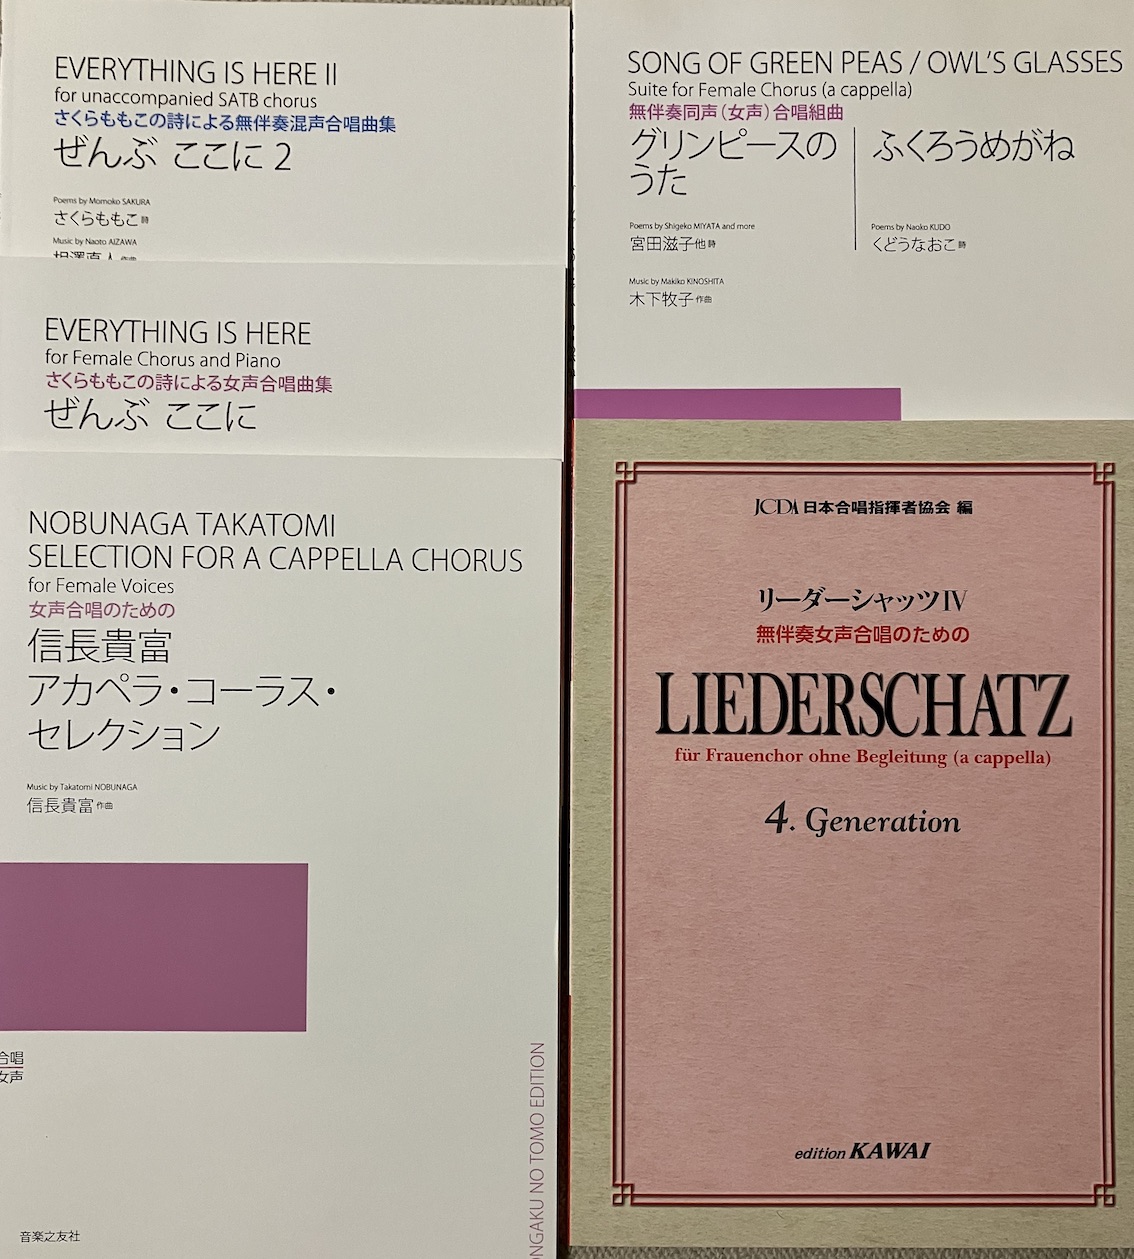 EVERYTHING IS HERE II
for unaccompanied SATB chorus
さくらももこの詩による無伴奏混声合唱曲集
ぜんぶ ここに 2
Poems by Momoko SAKURA
さくらももこ 詩
Music by Naoto AIZAWA
相澤直人 作曲
EVERYTHING IS HERE
for Female Chorus and Piano
さくらももこの詩による女声合唱曲集
ぜんぶ ここに
NOBUNAGA TAKATOMI
SELECTION FOR A CAPPELLA CHORUS
for Female Voices
女声合唱のための
信長貴富
アカペラ・コーラス・
セレクション
Music by Takatomi NOBUNAGA
信長貴富 作曲
合唱
女声
ONGAKU NO TOMO EDITION
音楽之友社
SONG OF GREEN PEAS / OWL'S GLASSES
Suite for Female Chorus (a cappella)
無伴奏同声（女声）合唱組曲
グリンピースの
うた
ふくろうめがね
Poems by Shigeko MIYATA and more
宮田滋子他 詩
Poems by Naoko KUDO
くどうなおこ 詩
Music by Makiko KINOSHITA
木下牧子 作曲
JCDA 日本合唱指揮者協会 編
リーダーシャッツIV
無伴奏女声合唱のための
LIEDERSCHATZ
für Frauenchor ohne Begleitung (a cappella)
4. Generation
edition KAWAI